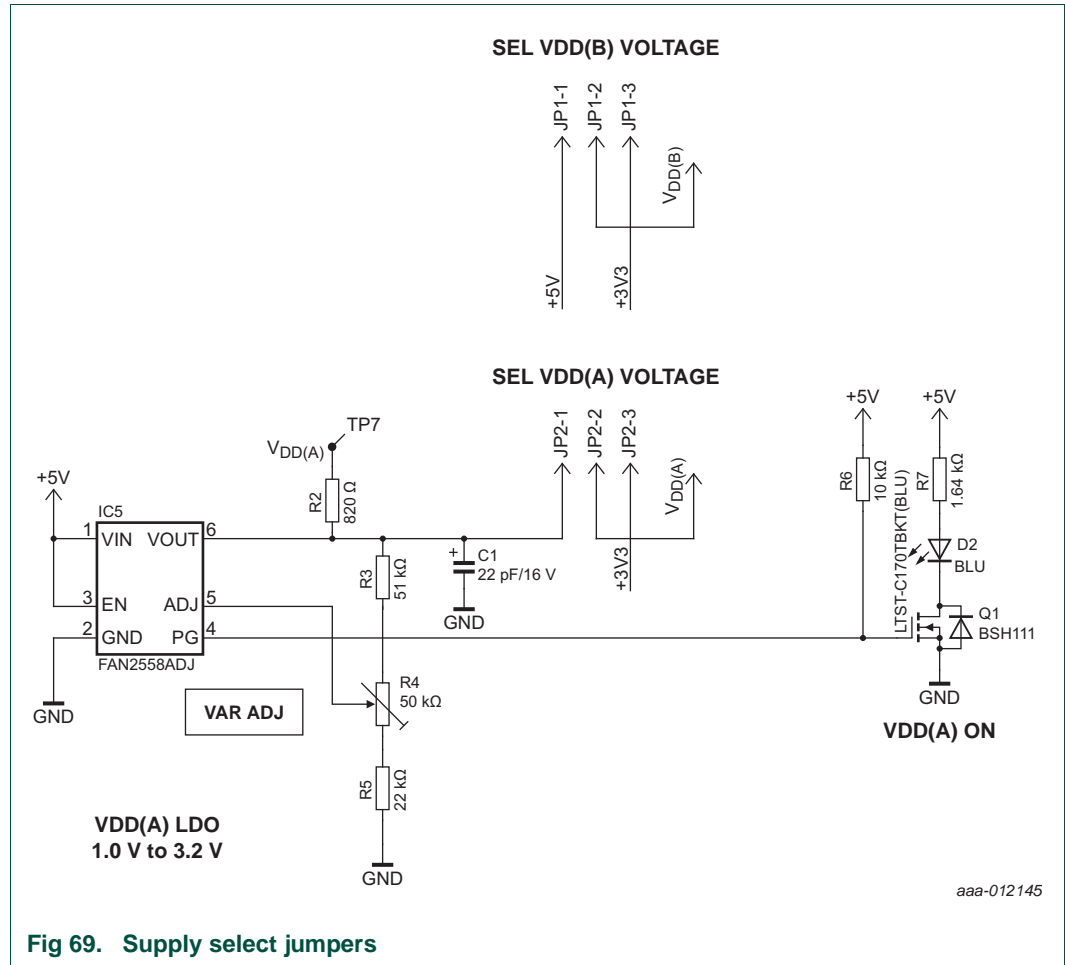 SEL VDD(B) VOLTAGE
JP1-1
JP1-2
JP1-3
VDD(B)
+5V
+3V3
SEL VDD(A) VOLTAGE
JP2-1
JP2-2
JP2-3
VDD(A)
+3V3
TP7
VDD(A)
R2
820 Ω
+5V
IC5
1
VIN
VOUT
6
3
EN
ADJ
5
2
GND
PG
4
FAN2558ADJ
GND
R3
51 kΩ
+
C1
22 pF/16 V
GND
R4
50 kΩ
VAR ADJ
R5
22 kΩ
GND
VDD(A) LDO
1.0 V to 3.2 V
+5V
R6
10 kΩ
+5V
R7
1.64 kΩ
LTST-C170TBKT(BLU)
D2
BLU
Q1
BSH111
GND
VDD(A) ON
aaa-012145
Fig 69. Supply select jumpers